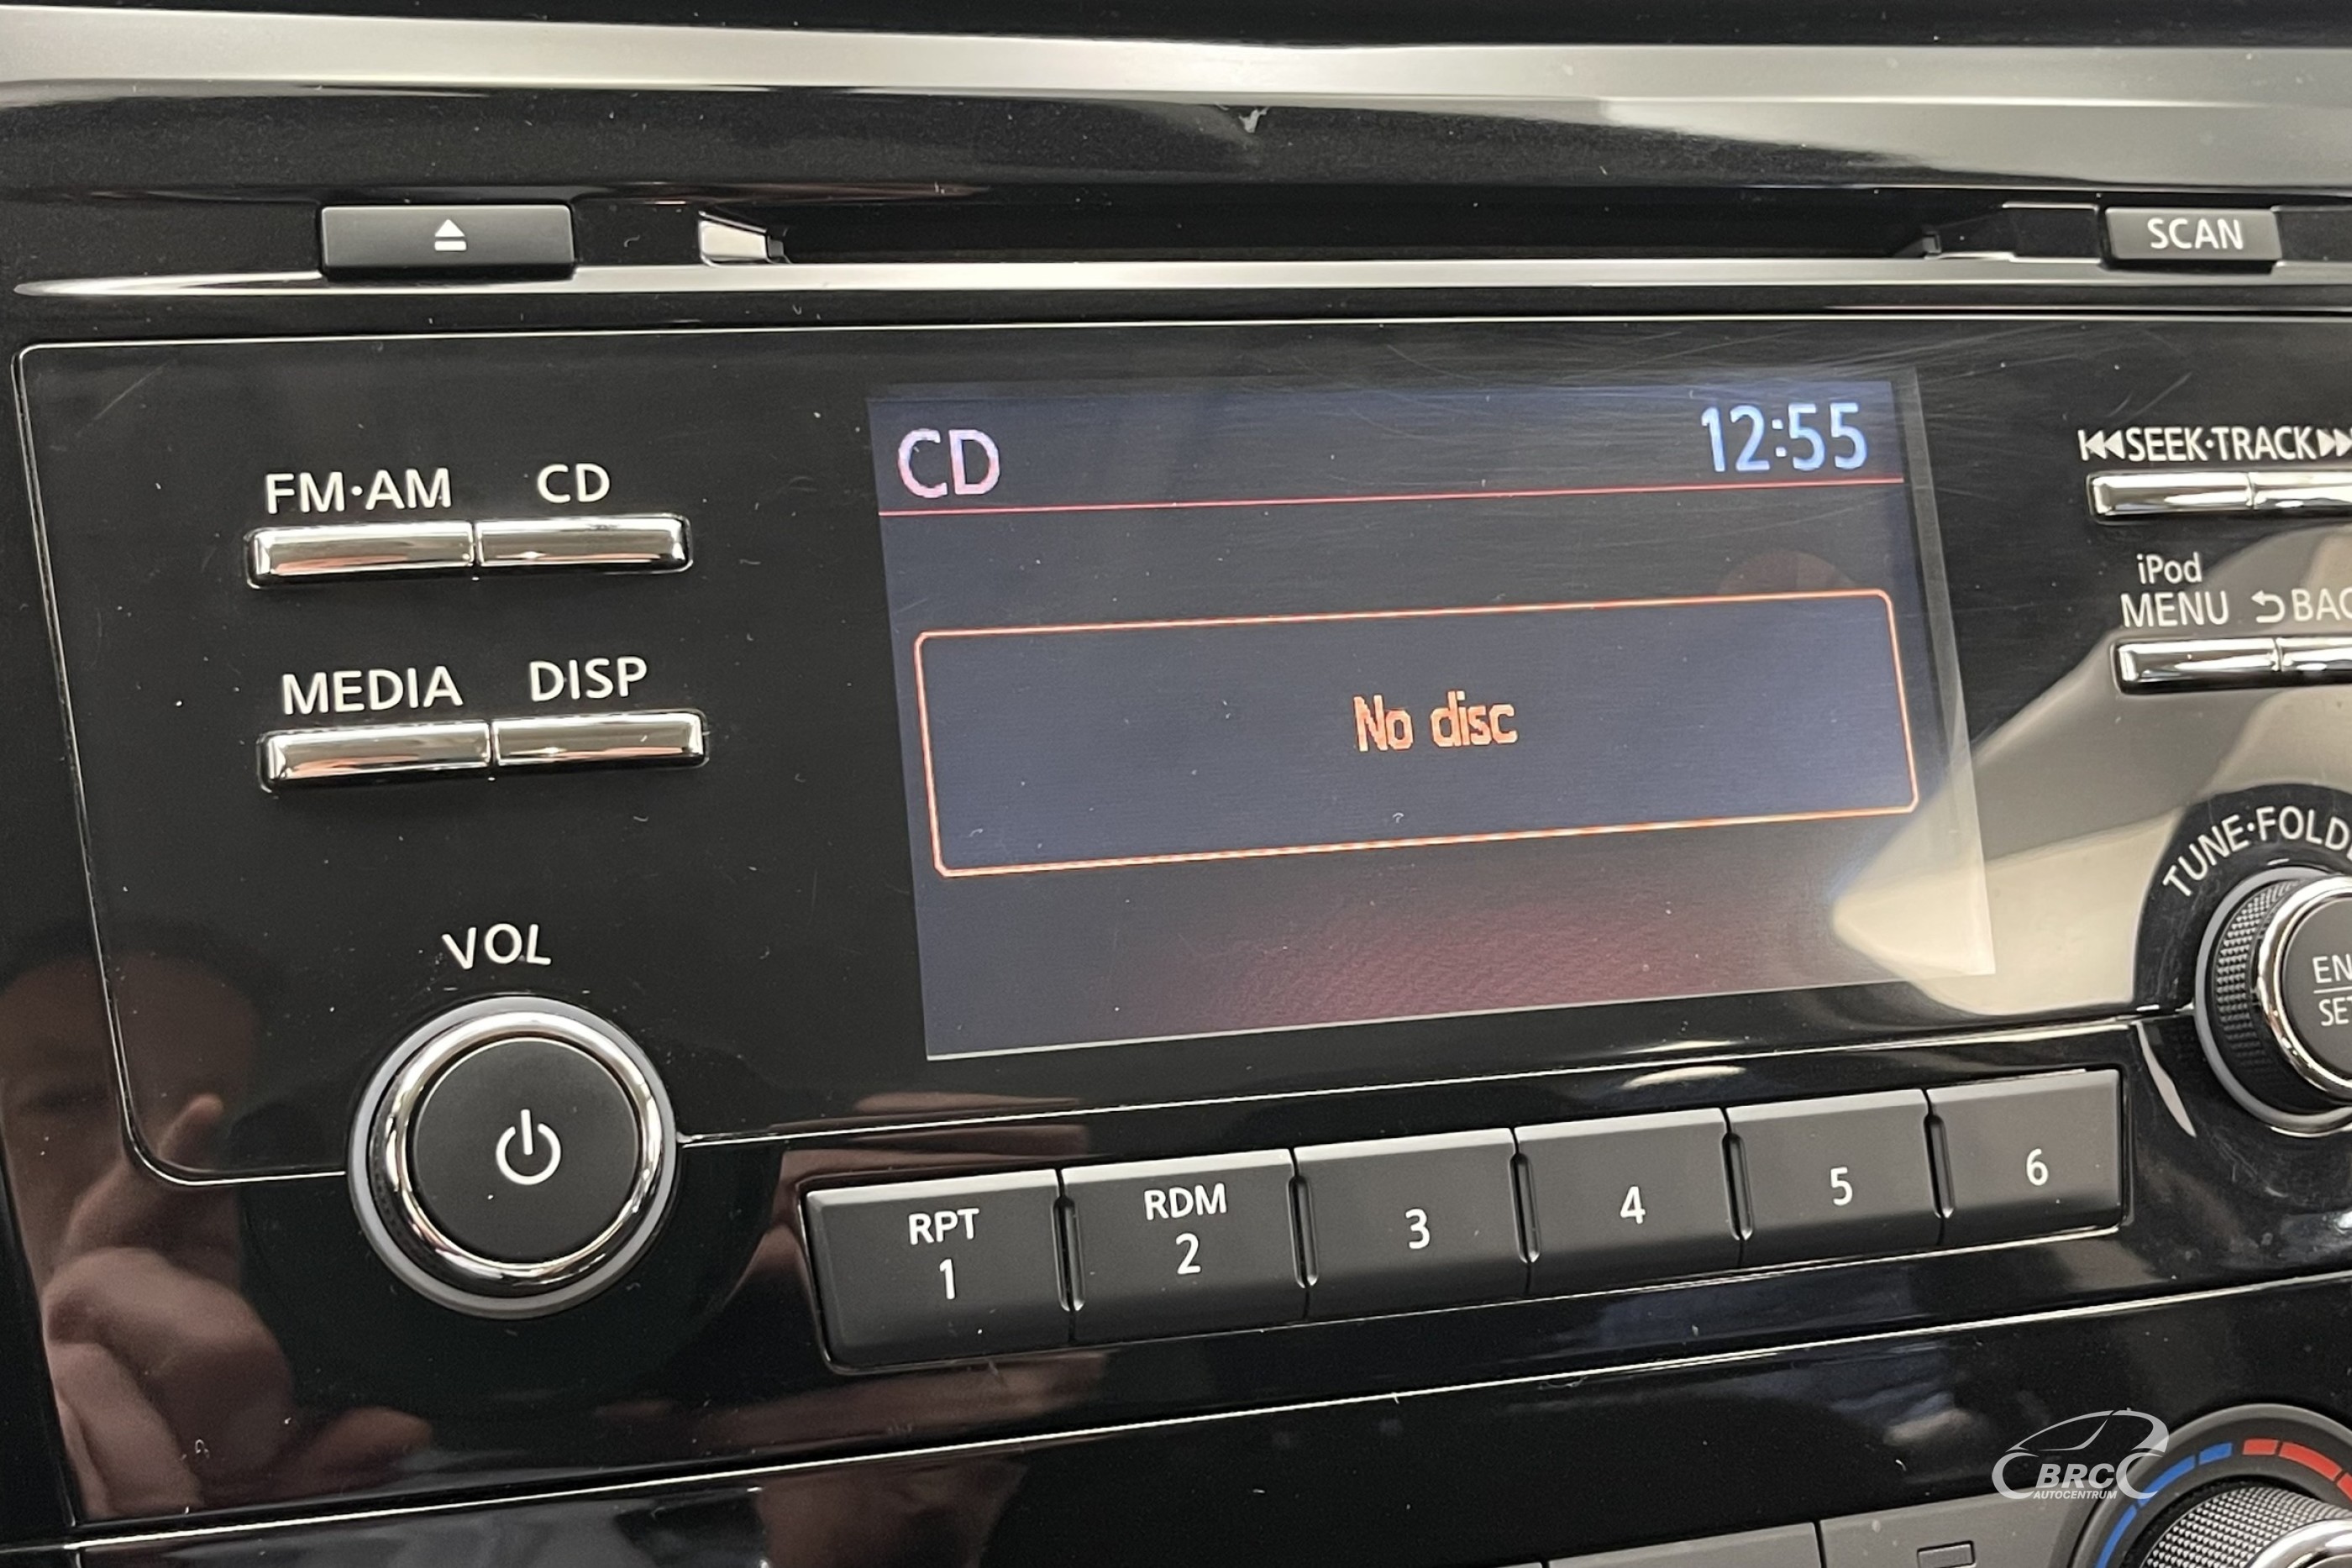 SCAN
CD 12:55
FM·AM CD
SEEK·TRACK
iPod
MENU
No disc
MEDIA DISP
VOL
RPT
1
RDM
2
3
4
5
6
BRC
AUTOCENTRUM